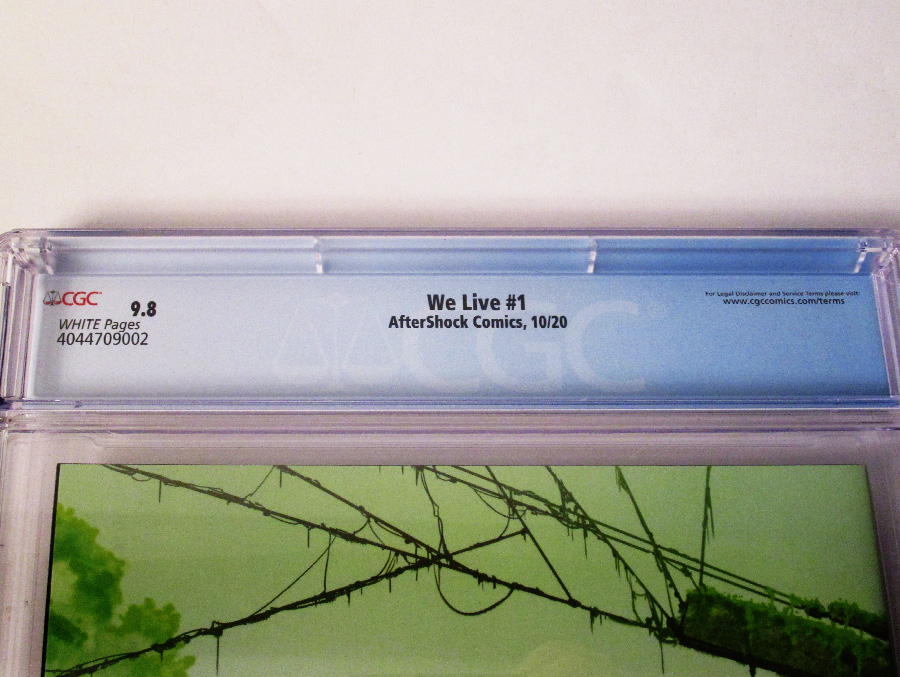 CGC™
9.8
WHITE Pages
4044709002
We Live #1
AfterShock Comics, 10/20
For Legal Disclaimer and Service Terms please visit:
www.cgccomics.com/terms
CGC